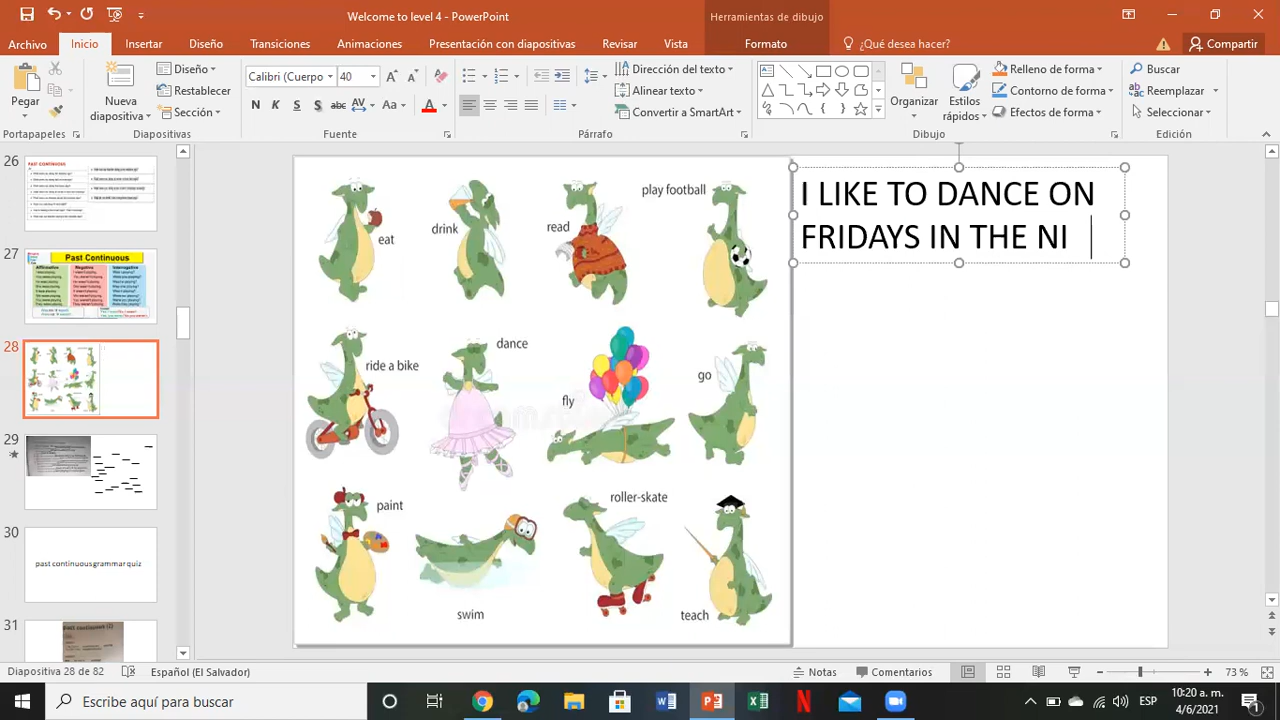 Welcome to level 4 - PowerPoint
Herramientas de dibujo
Archivo
Inicio
Insertar
Diseño
Transiciones
Animaciones
Presentación con diapositivas
Revisar
Vista
Formato
¿Qué desea hacer?
Compartir
Pegar
Nueva diapositiva
Diseño
Restablecer
Sección
Calibri (Cuerpo
40
N K S S abc AV Aa A
Dirección del texto
Alinear texto
Convertir a SmartArt
Organizar
Estilos rápidos
Relleno de forma
Contorno de forma
Efectos de forma
Buscar
Reemplazar
Seleccionar
Portapapeles
Diapositivas
Fuente
Párrafo
Dibujo
Edición
26
PAST CONTINUOUS
27
Past Continuous
Affirmative
Negative
Interrogative
28
29
30
past continuous grammar quiz
31
eat
drink
read
play football
ride a bike
dance
fly
go
paint
swim
roller-skate
teach
I LIKE TO DANCE ON
FRIDAYS IN THE NI
Diapositiva 28 de 82
Español (El Salvador)
Notas
Comentarios
73 %
Escribe aquí para buscar
ESP
10:20 a. m.
4/6/2021